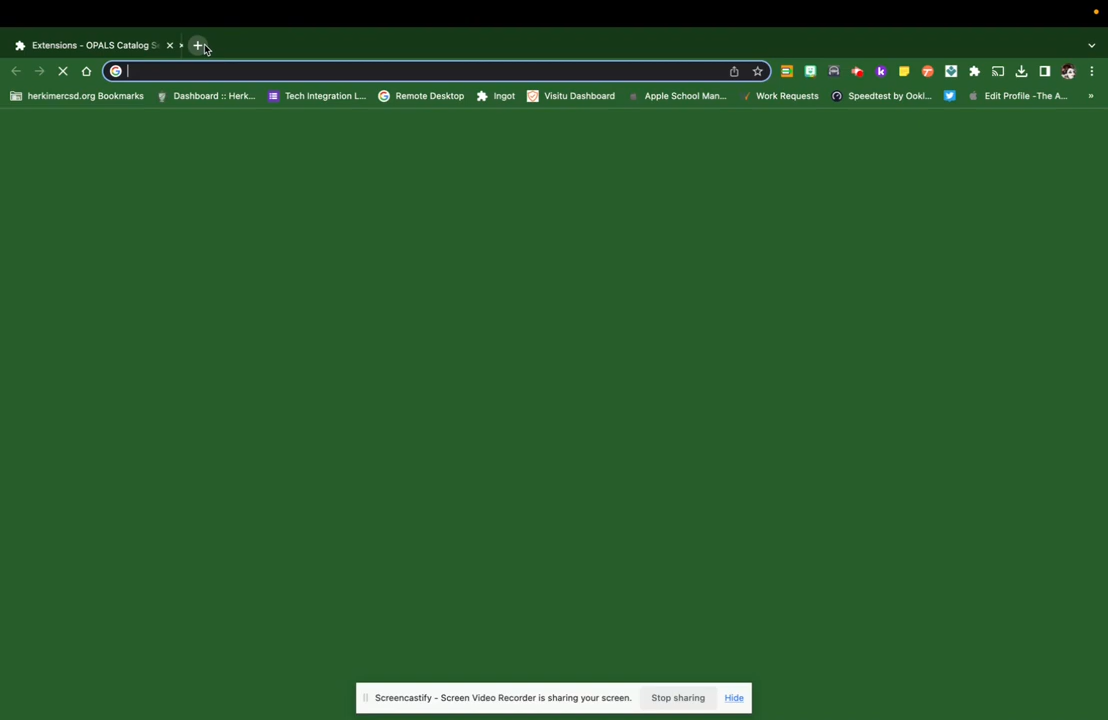 Extensions - OPALS Catalog S
herkimercsd.org Bookmarks Dashboard :: Herk... Tech Integration L... Remote Desktop Ingot Visitu Dashboard Apple School Man... Work Requests Speedtest by Ookl... Edit Profile -The A... »
Screencastify - Screen Video Recorder is sharing your screen. Stop sharing Hide